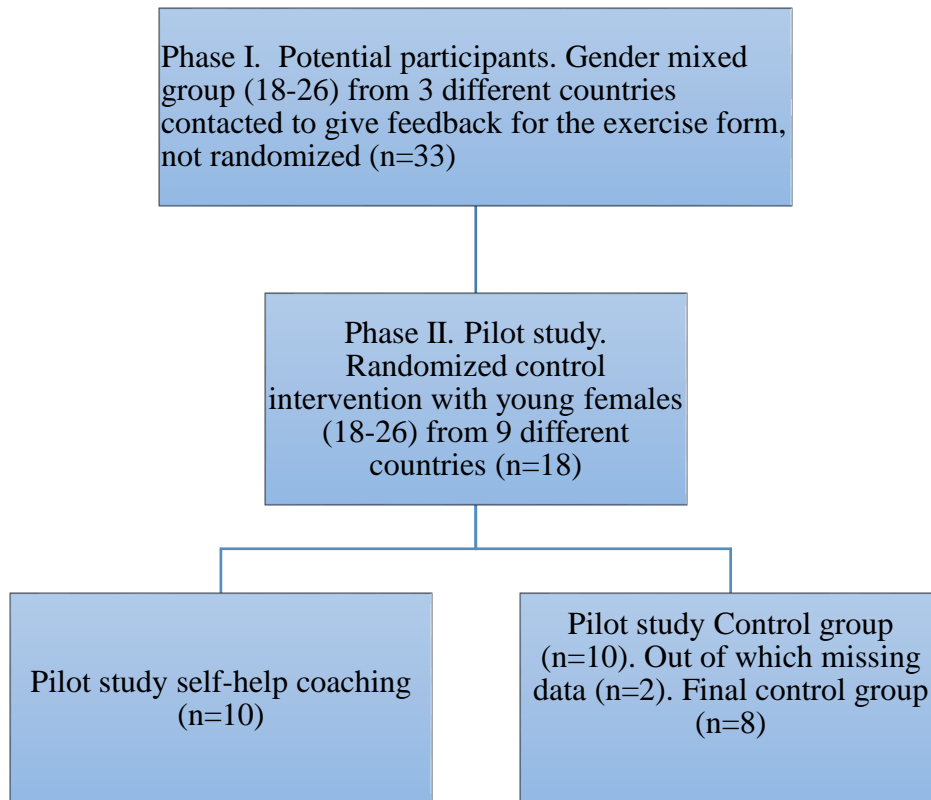 Phase I.  Potential participants. Gender mixed
group (18-26) from 3 different countries
contacted to give feedback for the exercise form,
not randomized (n=33)
Phase II. Pilot study.
Randomized control
intervention with young females
(18-26) from 9 different
countries (n=18)
Pilot study self-help coaching
(n=10)
Pilot study Control group
(n=10). Out of which missing
data (n=2). Final control group
(n=8)